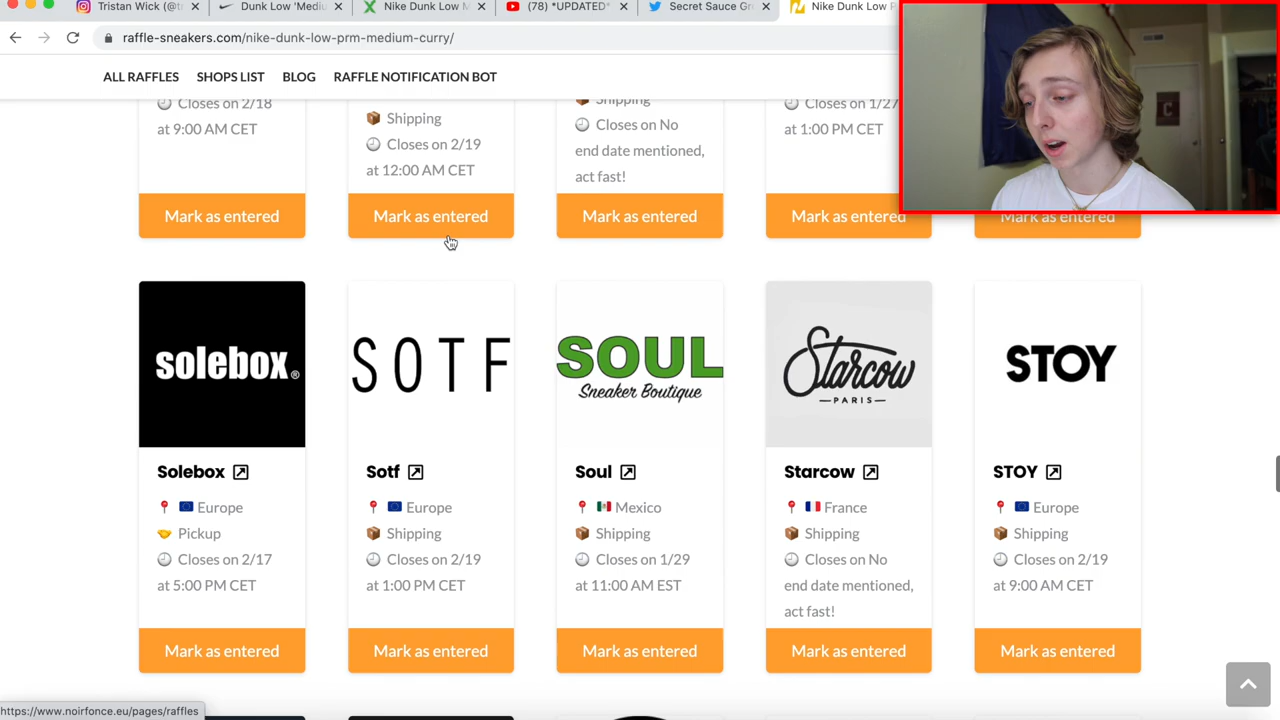 Tristan Wick (@t
Dunk Low 'Mediu
Nike Dunk Low M
(78) *UPDATED*
Secret Sauce Gr
Nike Dunk Low P
raffle-sneakers.com/nike-dunk-low-prm-medium-curry/
ALL RAFFLES SHOPS LIST BLOG RAFFLE NOTIFICATION BOT
Closes on 2/18
at 9:00 AM CET
Mark as entered
Shipping
Closes on 2/19
at 12:00 AM CET
Mark as entered
Shipping
Closes on No
end date mentioned,
act fast!
Mark as entered
Closes on 1/27
at 1:00 PM CET
Mark as entered
Mark as entered
solebox®
Solebox
Europe
Pickup
Closes on 2/17
at 5:00 PM CET
Mark as entered
SOTF
Sotf
Europe
Shipping
Closes on 2/19
at 1:00 PM CET
Mark as entered
SOUL
Sneaker Boutique
Soul
Mexico
Shipping
Closes on 1/29
at 11:00 AM EST
Mark as entered
Starcow
—PARIS—
Starcow
France
Shipping
Closes on No
end date mentioned,
act fast!
Mark as entered
STOY
STOY
Europe
Shipping
Closes on 2/19
at 9:00 AM CET
Mark as entered
https://www.noirfonce.eu/pages/raffles